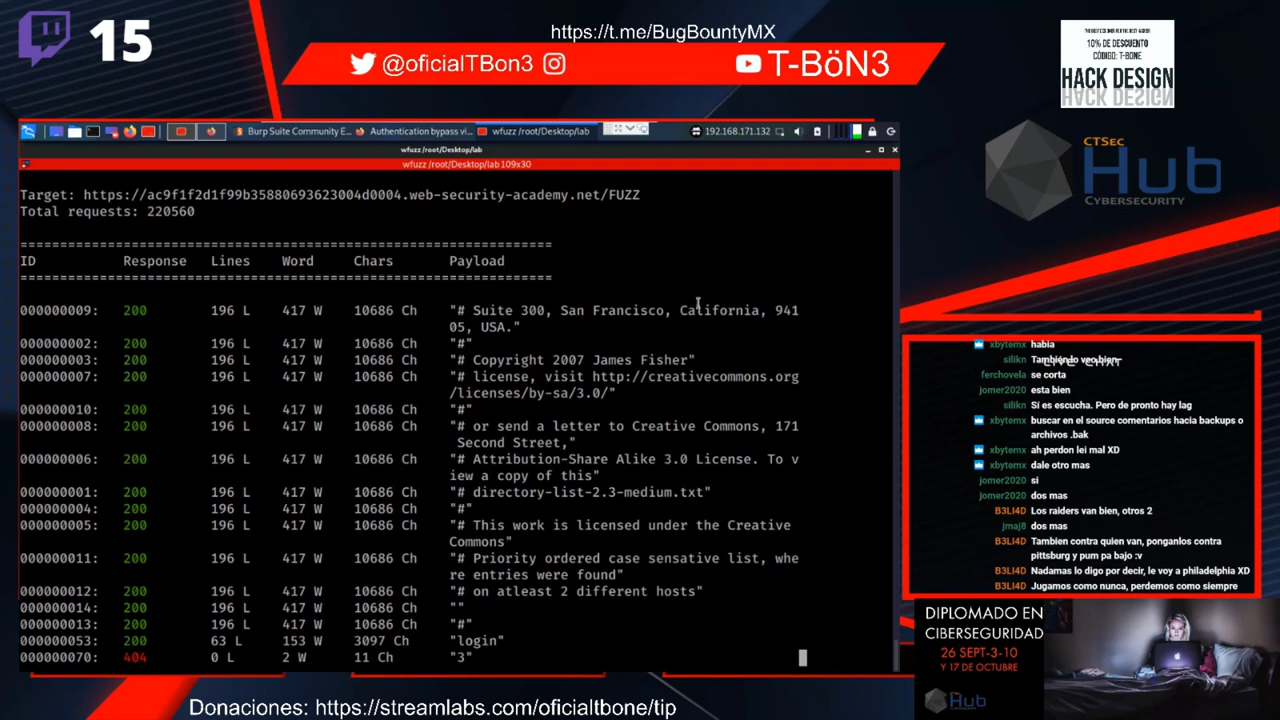 15
https://t.me/BugBountyMX
@oficialTBon3
T-BöN3
10% DE DESCUENTO
CÓDIGO: T-BONE
HACK DESIGN
CTSec
Hub
CYBERSECURITY
Burp Suite Community E...
Authentication bypass vi...
wfuzz /root/Desktop/lab
192.168.171.132
wfuzz /root/Desktop/lab
wfuzz /root/Desktop/lab 109x30
Target: https://ac9f1f2d1f99b35880693623004d0004.web-security-academy.net/FUZZ
Total requests: 220560
=====================================================================
ID Response Lines Word Chars Payload
=====================================================================
000000009: 200 196 L 417 W 10686 Ch "# Suite 300, San Francisco, California, 941
05, USA."
000000002: 200 196 L 417 W 10686 Ch "#"
000000003: 200 196 L 417 W 10686 Ch "# Copyright 2007 James Fisher"
000000007: 200 196 L 417 W 10686 Ch "# license, visit http://creativecommons.org
/licenses/by-sa/3.0/"
000000010: 200 196 L 417 W 10686 Ch "#"
000000008: 200 196 L 417 W 10686 Ch "# or send a letter to Creative Commons, 171
Second Street,"
000000006: 200 196 L 417 W 10686 Ch "# Attribution-Share Alike 3.0 License. To v
iew a copy of this"
000000001: 200 196 L 417 W 10686 Ch "# directory-list-2.3-medium.txt"
000000004: 200 196 L 417 W 10686 Ch "#"
000000005: 200 196 L 417 W 10686 Ch "# This work is licensed under the Creative
Commons"
000000011: 200 196 L 417 W 10686 Ch "# Priority ordered case sensative list, whe
re entries were found"
000000012: 200 196 L 417 W 10686 Ch "# on atleast 2 different hosts"
000000014: 200 196 L 417 W 10686 Ch ""
000000013: 200 196 L 417 W 10686 Ch "#"
000000053: 200 63 L 153 W 3097 Ch "login"
000000070: 404 0 L 2 W 11 Ch "3"
xbytemx habia
silikn También lo veo bien
LIVE CHAT
ferchovela se corta
jomer2020 esta bien
silikn Sí es escucha. Pero de pronto hay lag
xbytemx buscar en el source comentarios hacia backups o
archivos .bak
xbytemx ah perdon lei mal XD
xbytemx dale otro mas
jomer2020 si
jomer2020 dos mas
B3LI4D Los raiders van bien, otros 2
jmaj8 dos mas
B3LI4D Tambien contra quien van, ponganlos contra
pittsburg y pum pa bajo :v
B3LI4D Nadamas lo digo por decir, le voy a philadelphia XD
B3LI4D Jugamos como nunca, perdemos como siempre
DIPLOMADO EN
CIBERSEGURIDAD
26 SEPT-3-10
Y 17 DE OCTUBRE
Hub
Donaciones: https://streamlabs.com/oficialtbone/tip